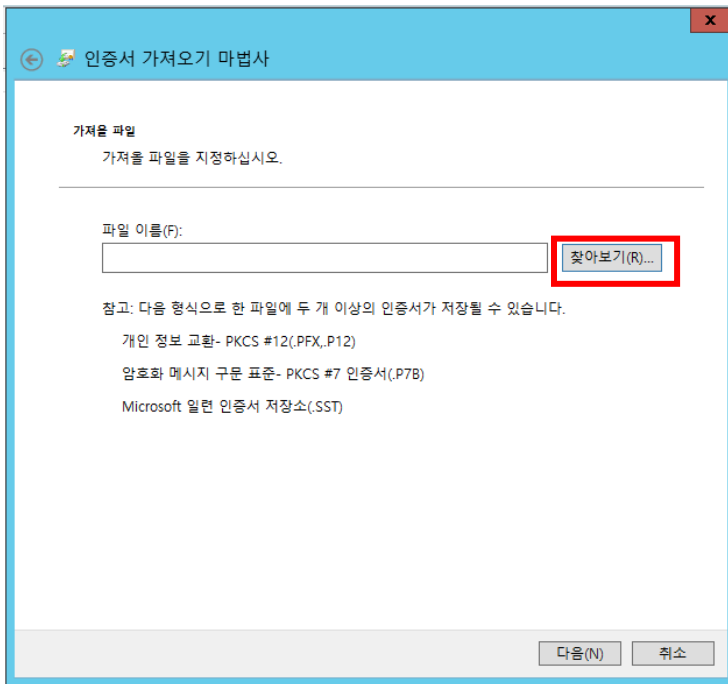 x
인증서 가져오기 마법사
가져올 파일
가져올 파일을 지정하십시오.
파일 이름(F):
찾아보기(R)...
참고: 다음 형식으로 한 파일에 두 개 이상의 인증서가 저장될 수 있습니다.
개인 정보 교환- PKCS #12(.PFX,.P12)
암호화 메시지 구문 표준- PKCS #7 인증서(.P7B)
Microsoft 일련 인증서 저장소(.SST)
다음(N) 취소